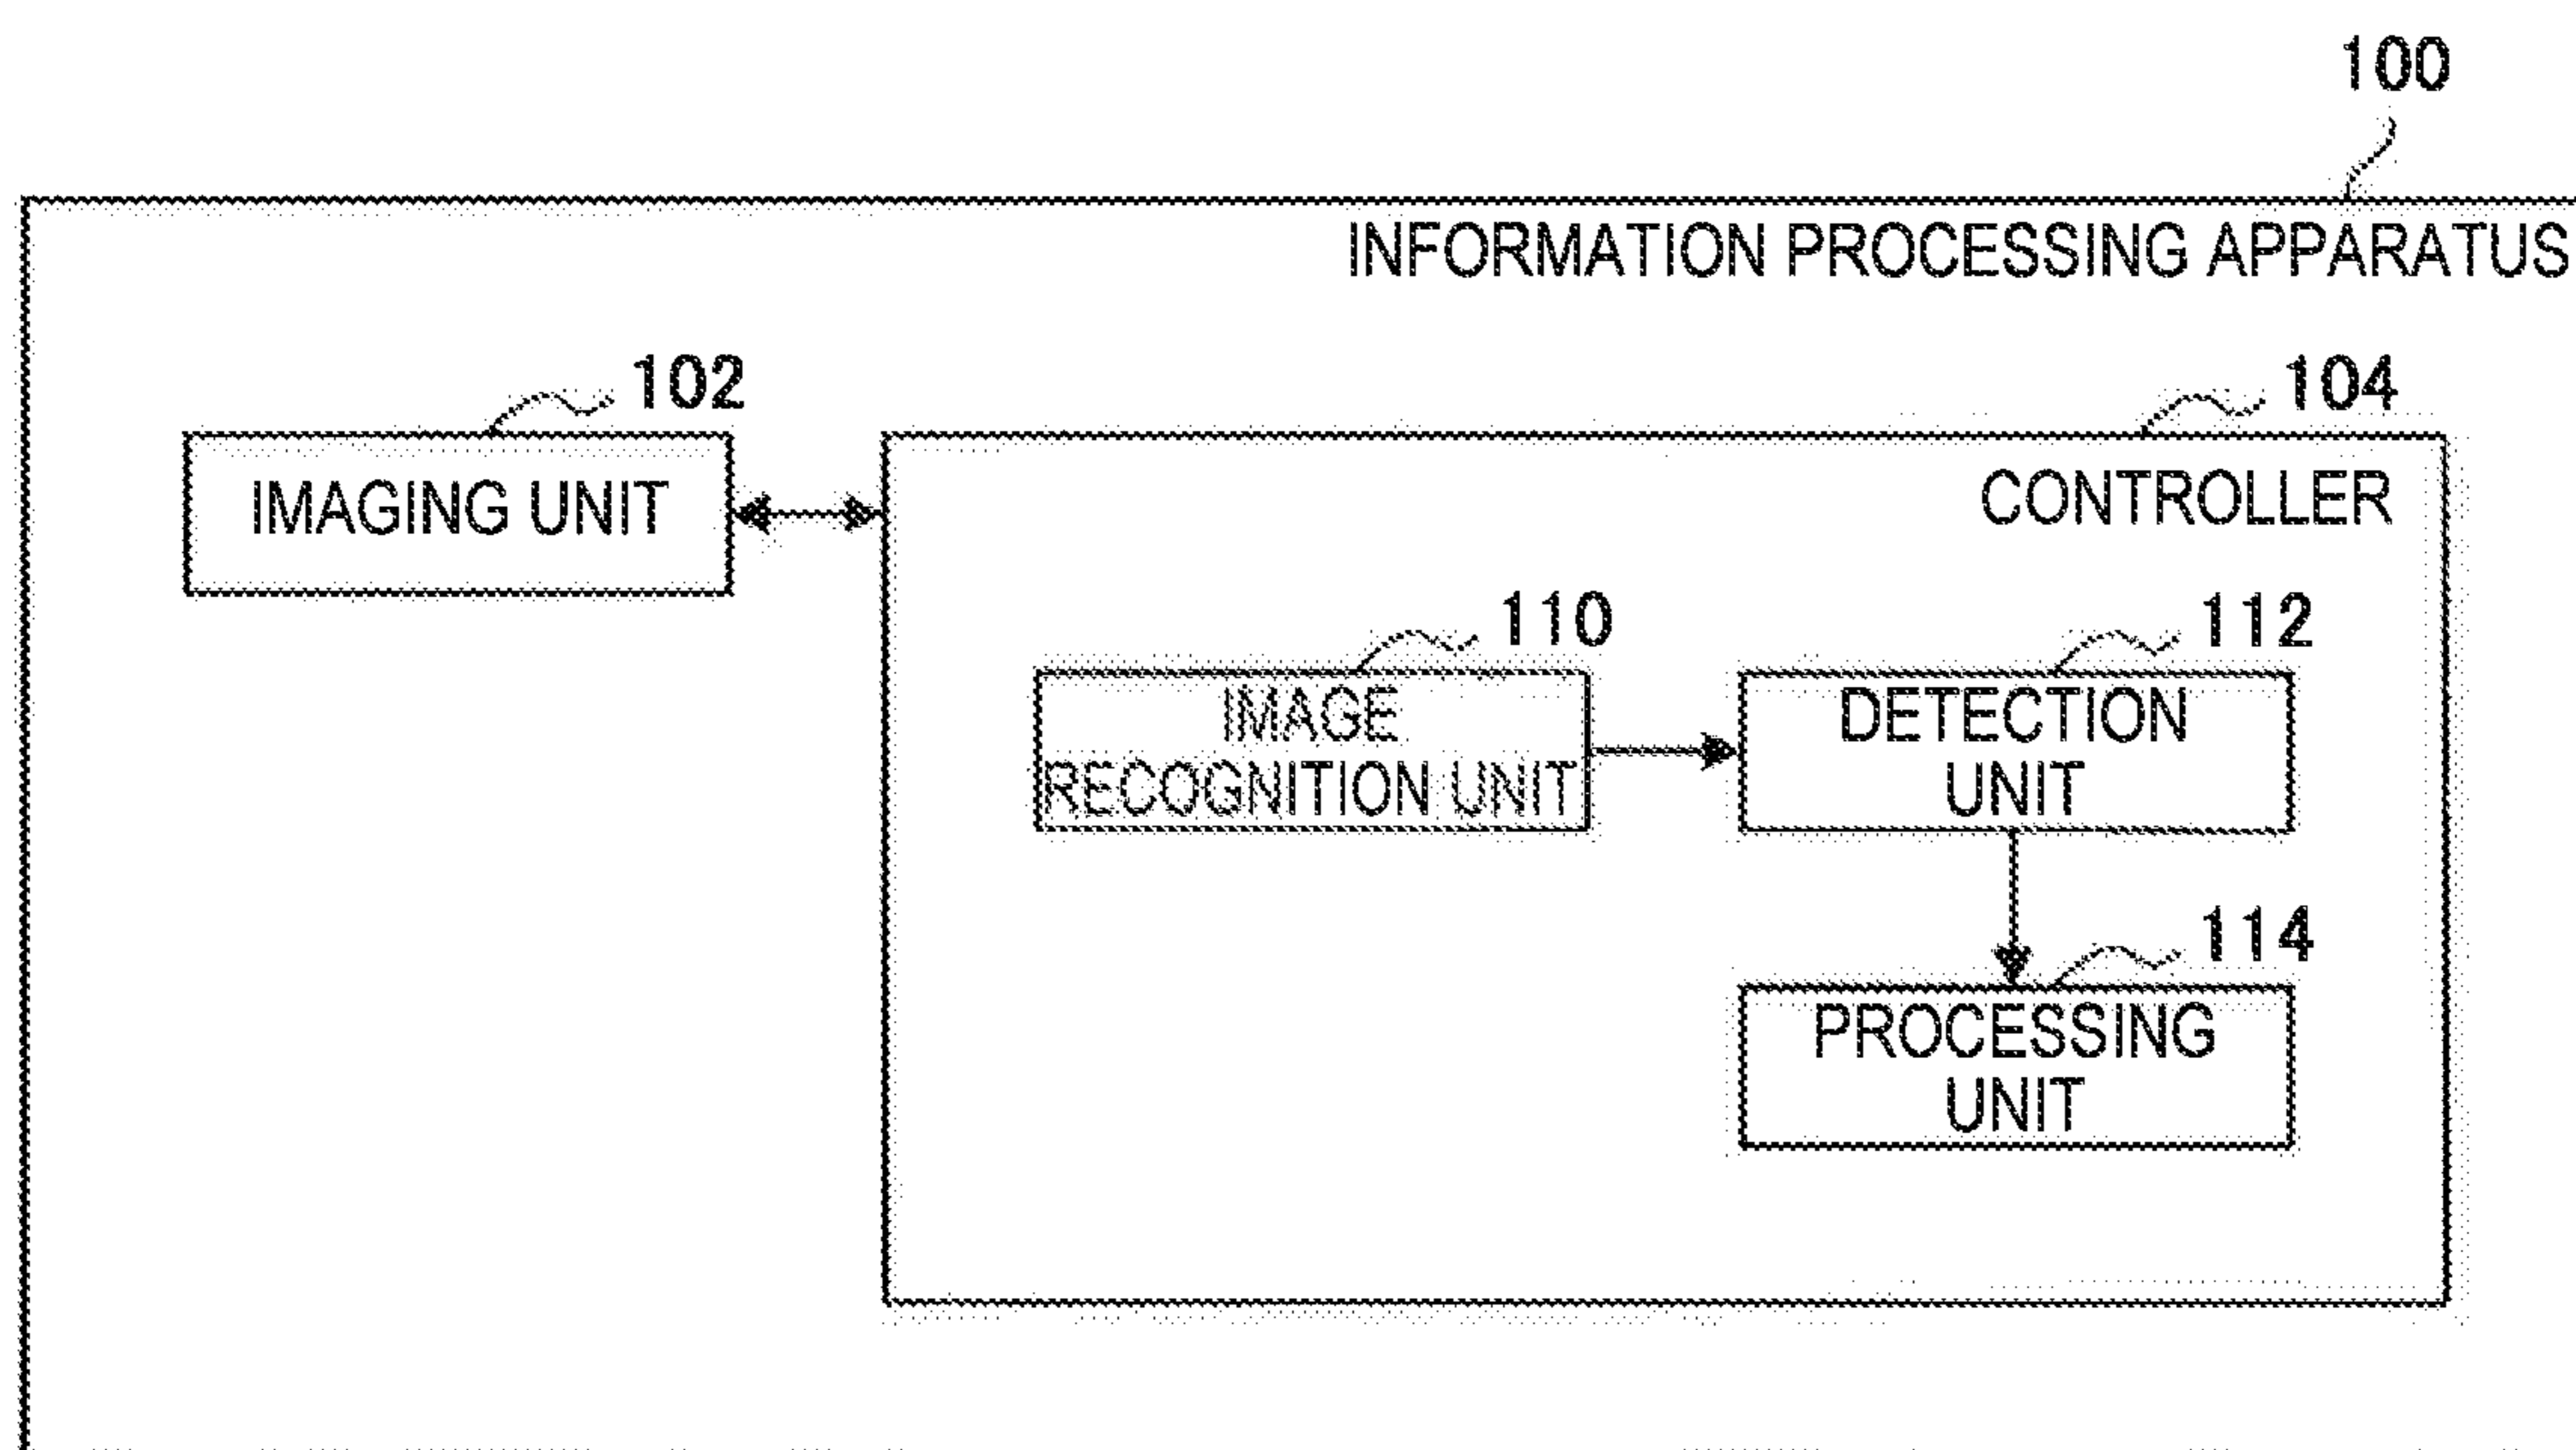 100
INFORMATION PROCESSING APPARATUS
102
104
IMAGING UNIT
CONTROLLER
110
112
IMAGE
RECOGNITION UNIT
DETECTION
UNIT
114
PROCESSING
UNIT